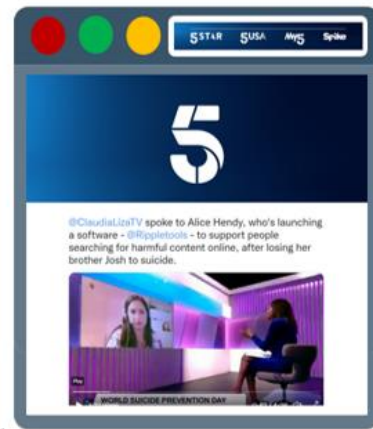 5STAR 5USA My5 Spike
5
@ClaudiaLizaTV spoke to Alice Hendy, who's launching
a software - @Rippletools - to support people
searching for harmful content online, after losing her
brother Josh to suicide.
Play
WORLD SUICIDE PREVENTION DAY